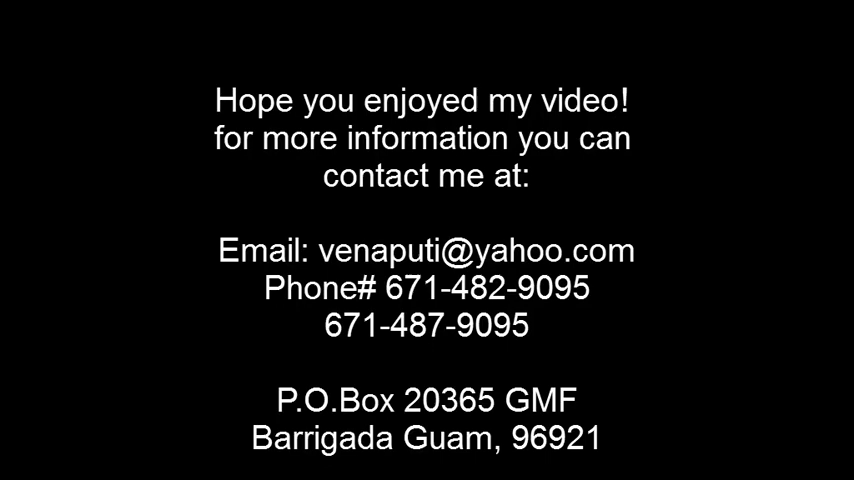 Hope you enjoyed my video!
for more information you can
contact me at:
Email: venaputi@yahoo.com
Phone# 671-482-9095
671-487-9095
P.O.Box 20365 GMF
Barrigada Guam, 96921